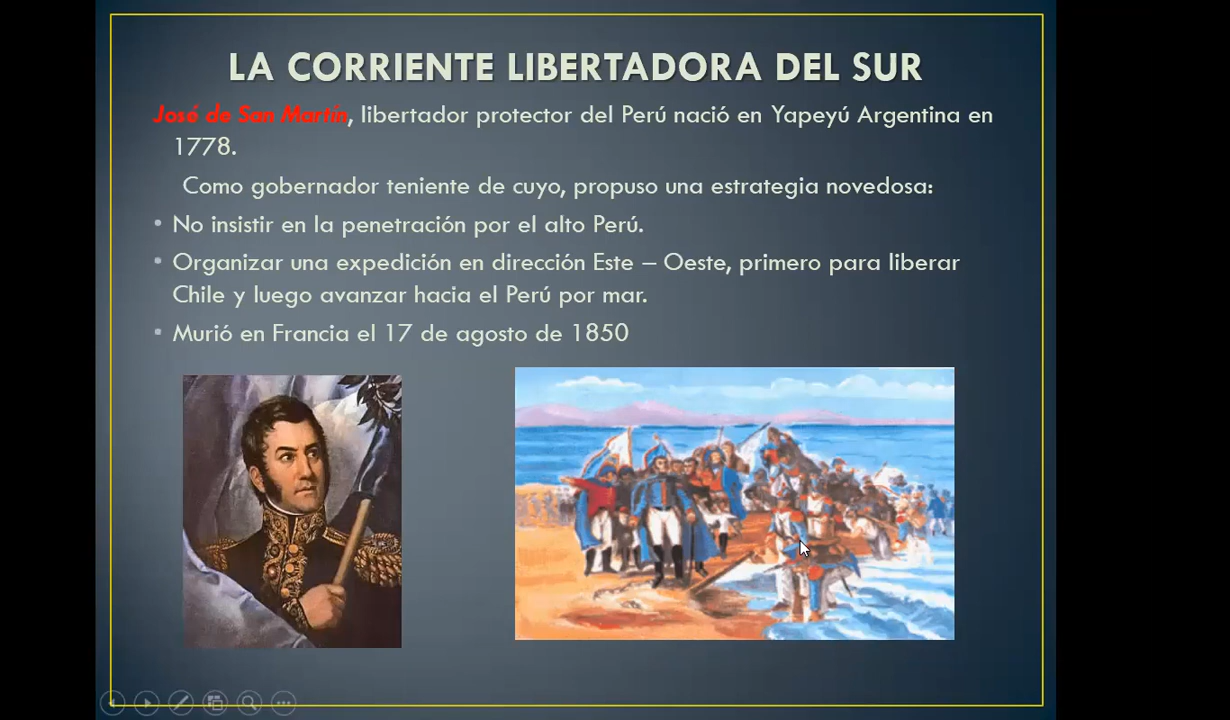 LA CORRIENTE LIBERTADORA DEL SUR
José de San Martín, libertador protector del Perú nació en Yapeyú Argentina en
1778.
Como gobernador teniente de cuyo, propuso una estrategia novedosa:
• No insistir en la penetración por el alto Perú.
• Organizar una expedición en dirección Este – Oeste, primero para liberar
Chile y luego avanzar hacia el Perú por mar.
• Murió en Francia el 17 de agosto de 1850